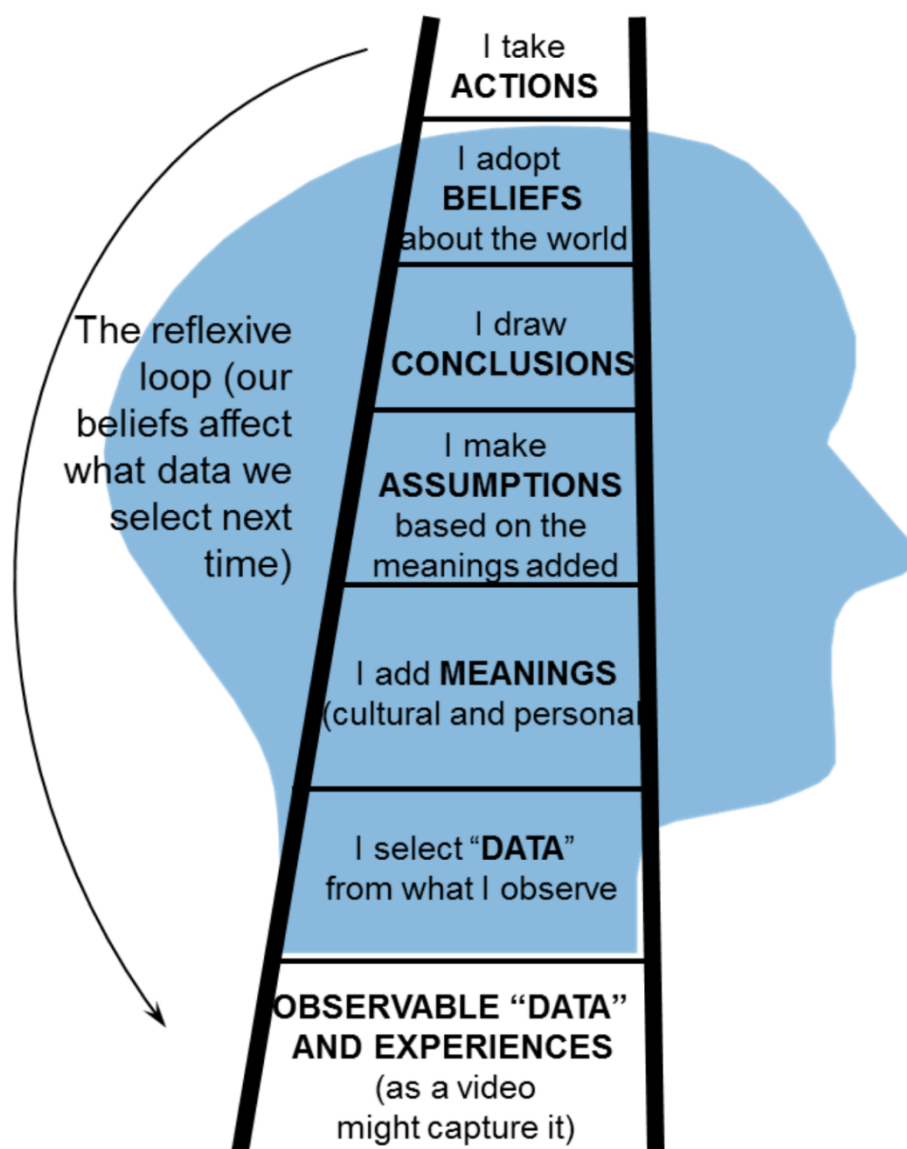 I take
ACTIONS
I adopt
BELIEFS
about the world
I draw
CONCLUSIONS
I make
ASSUMPTIONS
based on the
meanings added
I add MEANINGS
(cultural and personal
I select “DATA”
from what I observe
OBSERVABLE “DATA”
AND EXPERIENCES
(as a video
might capture it)
The reflexive
loop (our
beliefs affect
what data we
select next
time)